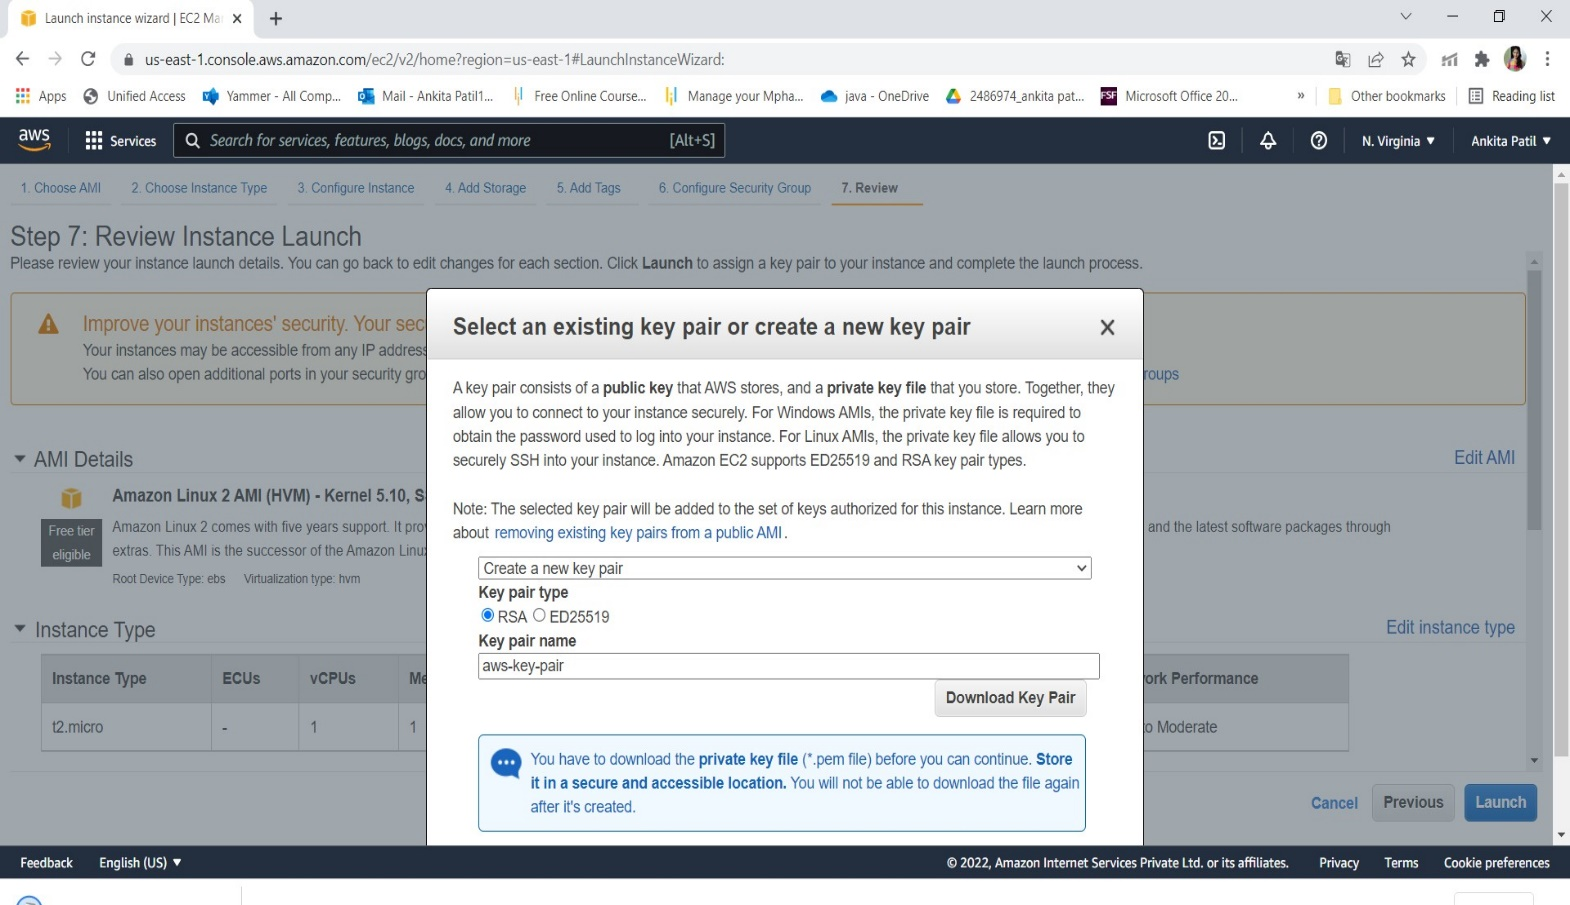 Launch instance wizard | EC2 Ma
us-east-1.console.aws.amazon.com/ec2/v2/home?region=us-east-1#LaunchInstanceWizard:
Apps Unified Access Yammer - All Comp... Mail - Ankita Patil1... Free Online Course... Manage your Mpha... java - OneDrive 2486974_ankita pat... FSF Microsoft Office 20... » Other bookmarks Reading list
aws Services Search for services, features, blogs, docs, and more [Alt+S] N. Virginia ▼ Ankita Patil ▼
1. Choose AMI 2. Choose Instance Type 3. Configure Instance 4. Add Storage 5. Add Tags 6. Configure Security Group 7. Review
Step 7: Review Instance Launch
Please review your instance launch details. You can go back to edit changes for each section. Click Launch to assign a key pair to your instance and complete the launch process.
Improve your instances' security. Your sec
Your instances may be accessible from any IP address
You can also open additional ports in your security gro
roups
AMI Details Edit AMI
Amazon Linux 2 AMI (HVM) - Kernel 5.10, S
Free tier
eligible
Amazon Linux 2 comes with five years support. It pro
and the latest software packages through
extras. This AMI is the successor of the Amazon Linu
Root Device Type: ebs Virtualization type: hvm
Instance Type Edit instance type
Instance Type ECUs vCPUs Me
ork Performance
t2.micro - 1 1
to Moderate
Select an existing key pair or create a new key pair
A key pair consists of a public key that AWS stores, and a private key file that you store. Together, they
allow you to connect to your instance securely. For Windows AMIs, the private key file is required to
obtain the password used to log into your instance. For Linux AMIs, the private key file allows you to
securely SSH into your instance. Amazon EC2 supports ED25519 and RSA key pair types.
Note: The selected key pair will be added to the set of keys authorized for this instance. Learn more
about removing existing key pairs from a public AMI.
Create a new key pair
Key pair type
RSA ED25519
Key pair name
aws-key-pair
Download Key Pair
You have to download the private key file (*.pem file) before you can continue. Store
it in a secure and accessible location. You will not be able to download the file again
after it's created.
Cancel Previous Launch
Feedback English (US) ▼ © 2022, Amazon Internet Services Private Ltd. or its affiliates. Privacy Terms Cookie preferences